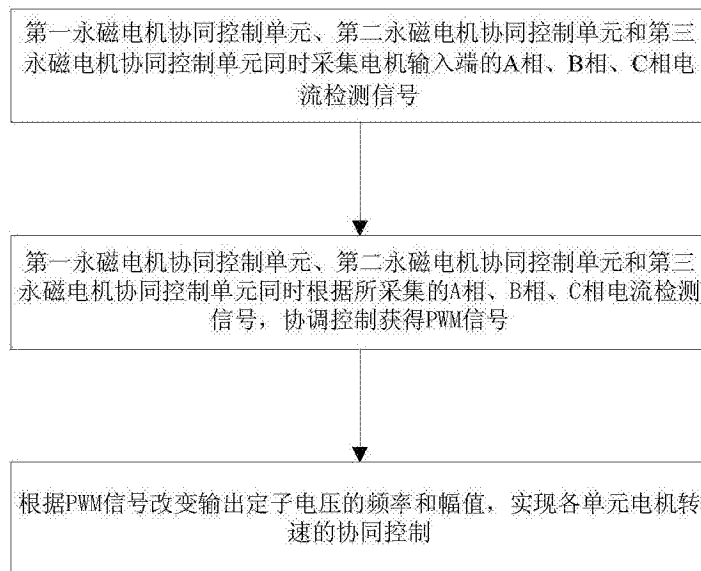 第一永磁电机协同控制单元、第二永磁电机协同控制单元和第三
永磁电机协同控制单元同时采集电机输入端的A相、B相、C相电
流检测信号
第一永磁电机协同控制单元、第二永磁电机协同控制单元和第三
永磁电机协同控制单元同时根据所采集的A相、B相、C相电流检测
信号，协调控制获得PWM信号
根据PWM信号改变输出定子电压的频率和幅值，实现各单元电机转
速的协同控制